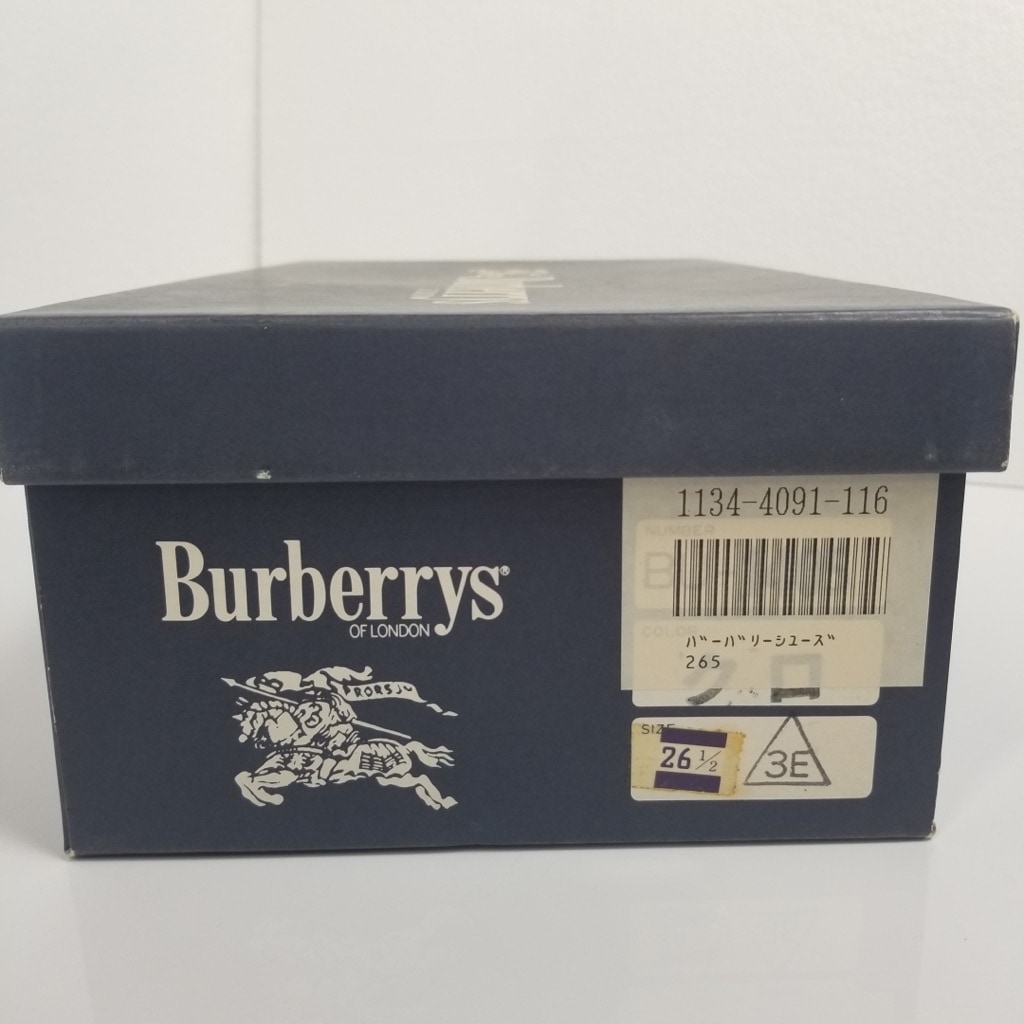 Burberrys®
OF LONDON
PRORSU
1134-4091-116
NUMBER
B
ﾊﾞｰﾊﾞﾘｰｼｭｰｽﾞ
265
COLOR
クロ
SIZE
26 1/2
3E